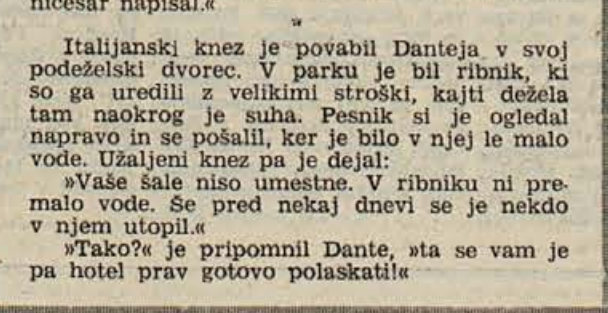 ničesar napisal.«
*
Italijanski knez je povabil Danteja v svoj
podeželski dvorec. V parku je bil ribnik, ki
so ga uredili z velikimi stroški, kajti dežela
tam naokrog je suha. Pesnik si je ogledal
napravo in se pošalil, ker je bilo v njej le malo
vode. Užaljeni knez pa je dejal:
»Vaše šale niso umestne. V ribniku ni pre-
malo vode. Še pred nekaj dnevi se je nekdo
v njem utopil.«
»Tako?« je pripomnil Dante, »ta se vam je
pa hotel prav gotovo polaskati!«